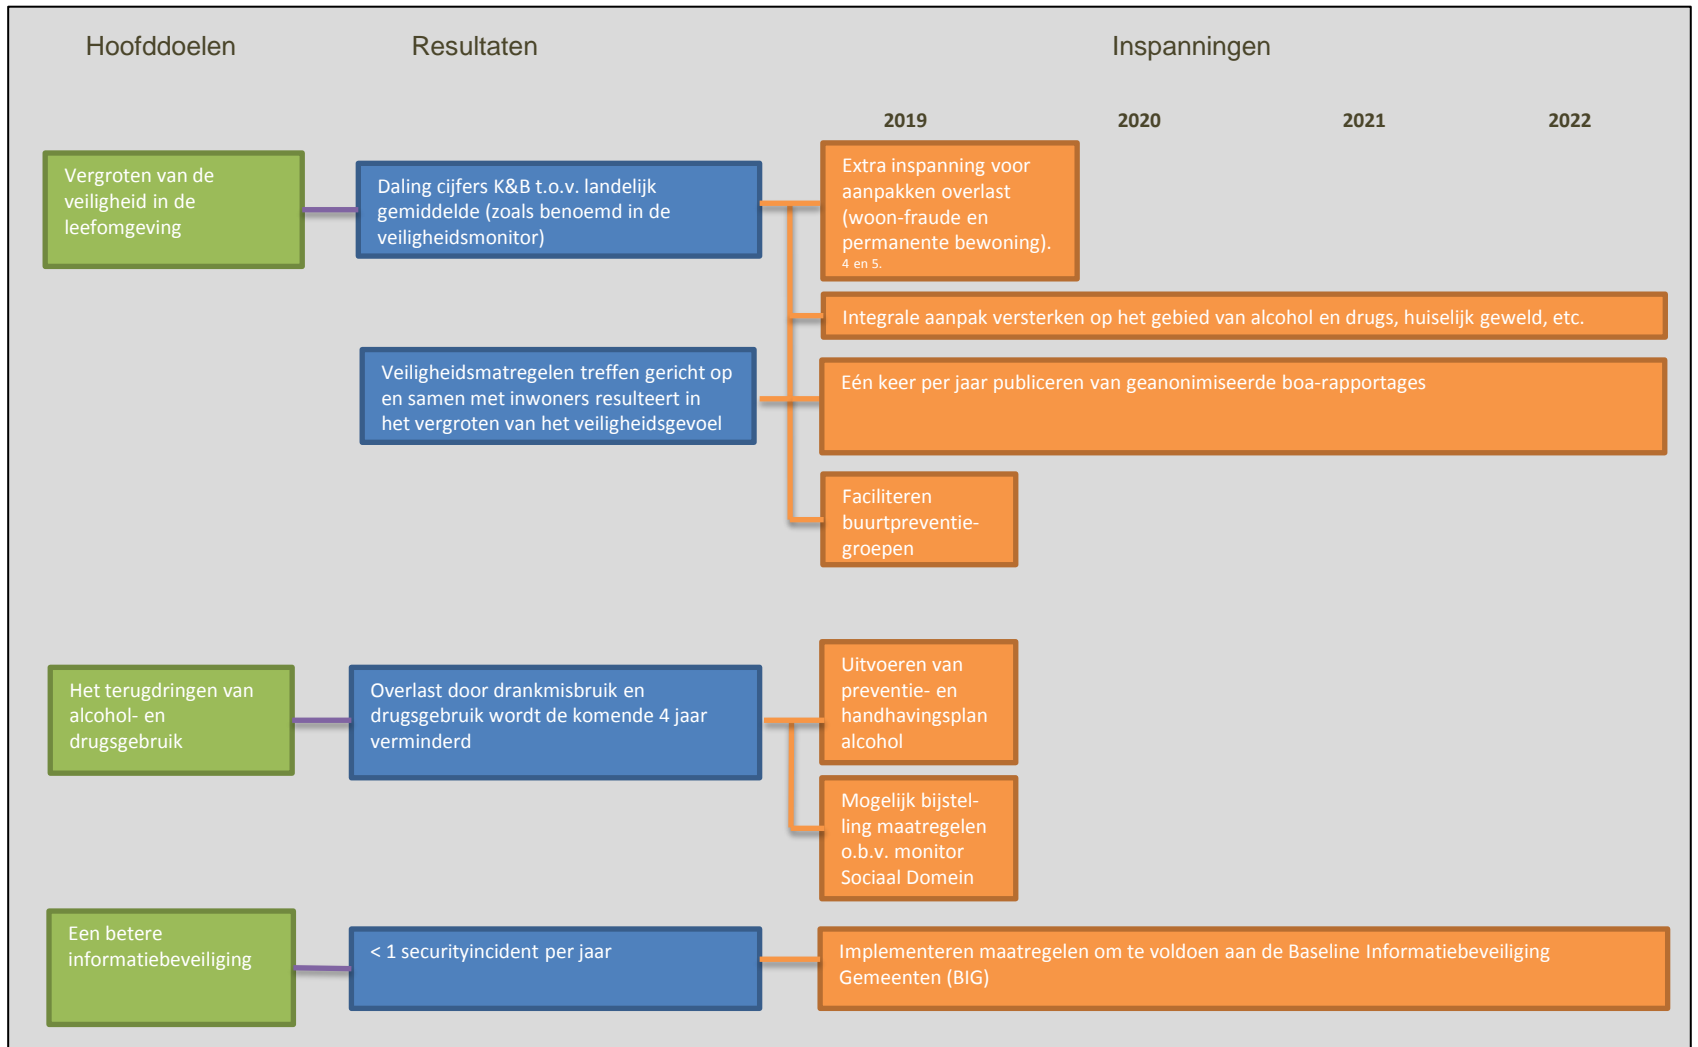 Hoofddoelen
Resultaten
Inspanningen
2019
2020
2021
2022
Vergroten van de
veiligheid in de
leefomgeving
Daling cijfers K&B t.o.v. landelijk
gemiddelde (zoals benoemd in de
veiligheidsmonitor)
Extra inspanning voor
aanpakken overlast
(woon-fraude en
permanente bewoning).
4 en 5.
Integrale aanpak versterken op het gebied van alcohol en drugs, huiselijk geweld, etc.
Veiligheidsmatregelen treffen gericht op
en samen met inwoners resulteert in
het vergroten van het veiligheidsgevoel
Eén keer per jaar publiceren van geanonimiseerde boa-rapportages
Faciliteren
buurtpreventie-
groepen
Het terugdringen van
alcohol- en
drugsgebruik
Overlast door drankmisbruik en
drugsgebruik wordt de komende 4 jaar
verminderd
Uitvoeren van
preventie- en
handhavingsplan
alcohol
Mogelijk bijstel-
ling maatregelen
o.b.v. monitor
Sociaal Domein
Een betere
informatiebeveiliging
< 1 securityincident per jaar
Implementeren maatregelen om te voldoen aan de Baseline Informatiebeveiliging
Gemeenten (BIG)